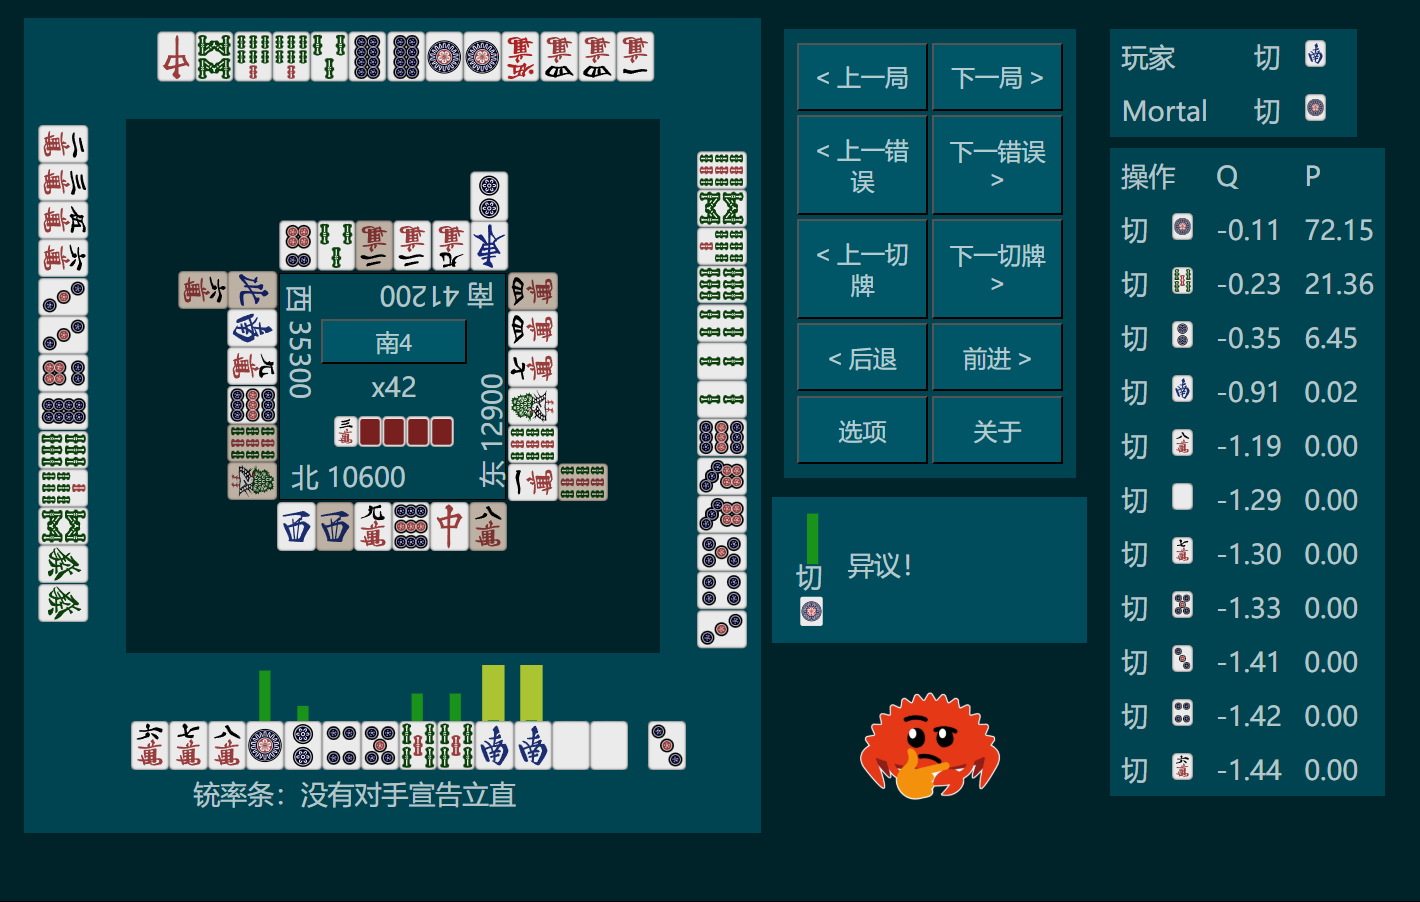 西 35300
南 41200
南4
x42
东 12900
北 10600
铳率条：没有对手宣告立直
< 上一局
下一局 >
< 上一错
误
下一错误
>
< 上一切
牌
下一切牌
>
< 后退
前进 >
选项
关于
切
异议！
玩家 切
Mortal 切
操作 Q P
切 -0.11 72.15
切 -0.23 21.36
切 -0.35 6.45
切 -0.91 0.02
切 -1.19 0.00
切 -1.29 0.00
切 -1.30 0.00
切 -1.33 0.00
切 -1.41 0.00
切 -1.42 0.00
切 -1.44 0.00